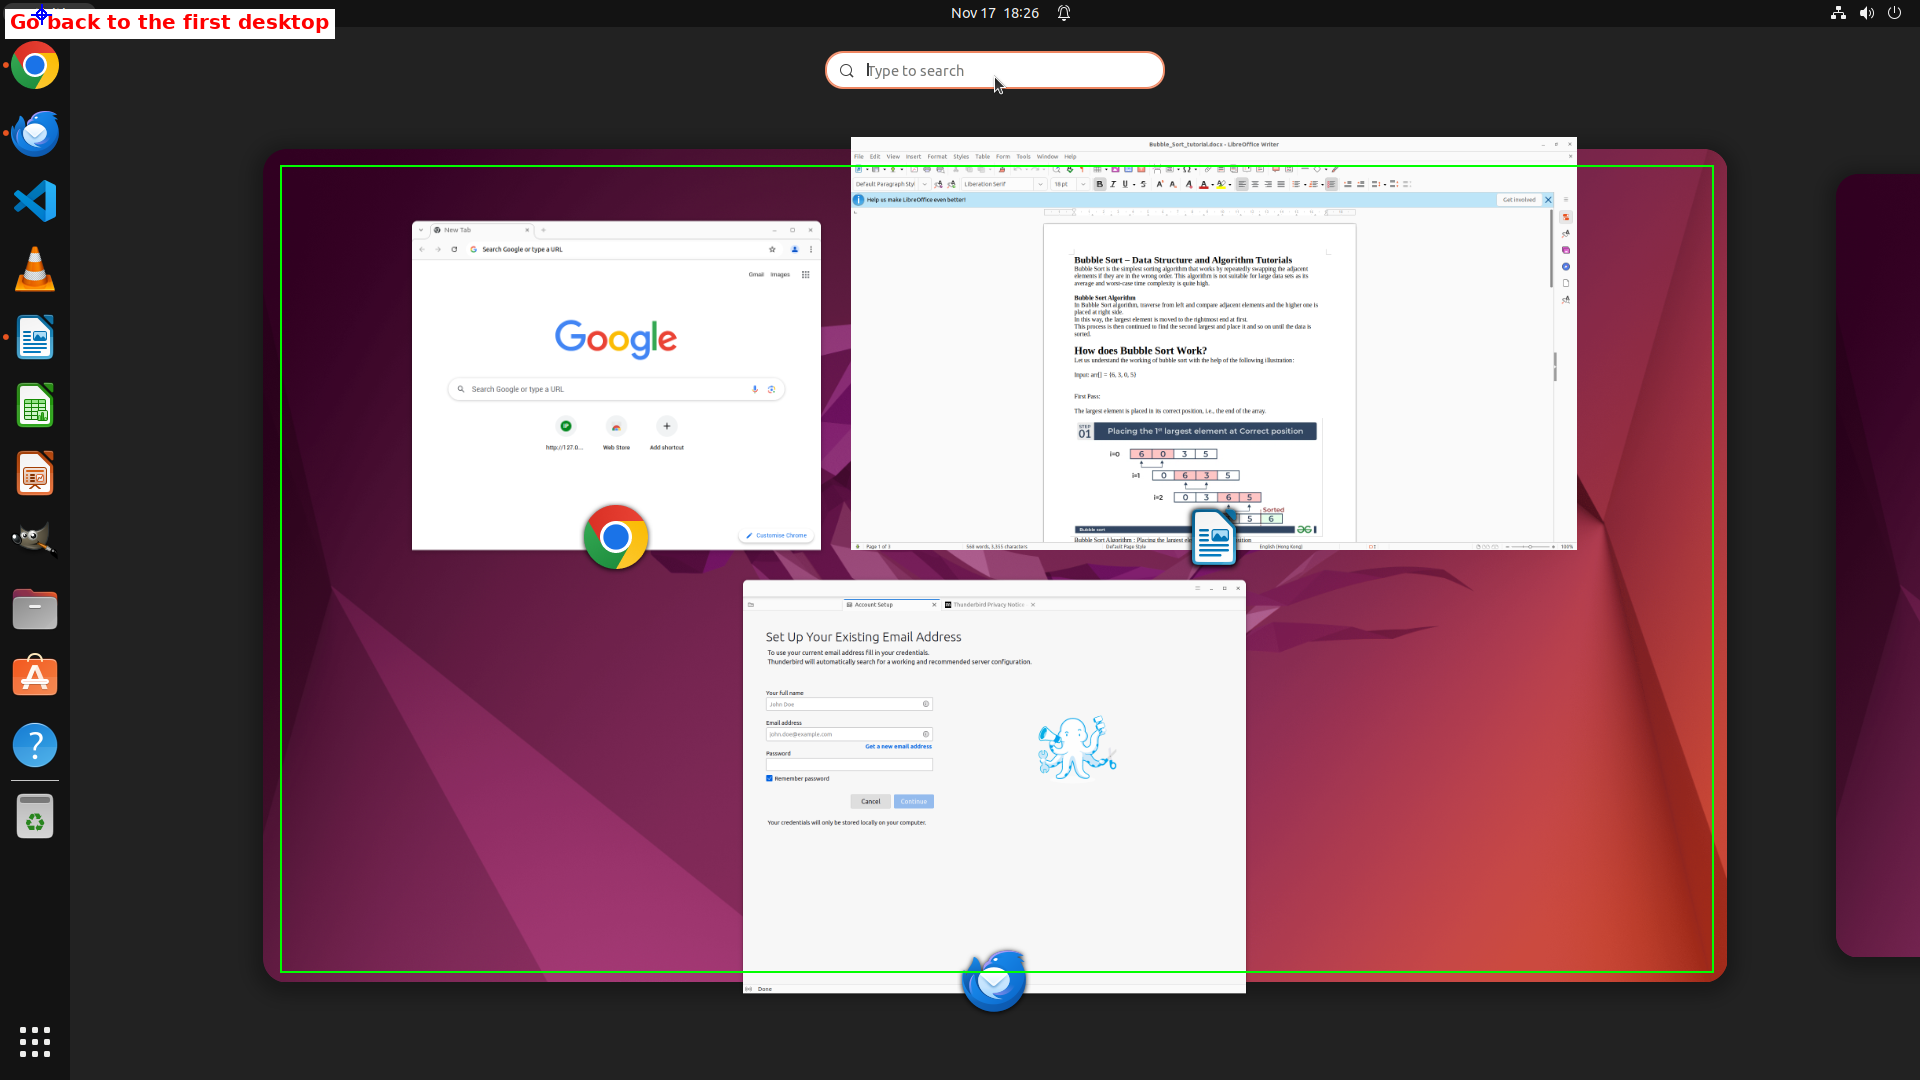 Go back to the first desktop
Nov 17 18:26
Type to search
New Tab
Search Google or type a URL
Gmail Images
Google
Search Google or type a URL
http://127.0...
Web Store
Add shortcut
Customise Chrome
Bubble_Sort_tutorial.docx - LibreOffice Writer
File Edit View Insert Format Styles Table Form Tools Window Help
Default Paragraph Styl
Liberation Serif
18 pt
Help us make LibreOffice even better!
Get involved
Bubble Sort – Data Structure and Algorithm Tutorials
Bubble Sort is the simplest sorting algorithm that works by repeatedly swapping the adjacent
elements if they are in the wrong order. This algorithm is not suitable for large data sets as its
average and worst-case time complexity is quite high.
Bubble Sort Algorithm
In Bubble Sort algorithm, traverse from left and compare adjacent elements and the higher one is
placed at right side.
In this way, the largest element is moved to the rightmost end at first.
This process is then continued to find the second largest and place it and so on until the data is
sorted.
How does Bubble Sort Work?
Let us understand the working of bubble sort with the help of the following illustration:
Input: arr[] = {6, 3, 0, 5}
First Pass:
The largest element is placed in its correct position, i.e., the end of the array.
STEP 01
Placing the 1st largest element at Correct position
i=0 6 0 3 5
i=1 0 6 3 5
i=2 0 3 6 5
Sorted
5 6
Bubble sort
Bubble Sort Algorithm : Placing the largest
Page 1 of 3
568 words, 3,355 characters
Default Page Style
English (Hong Kong)
100%
Account Setup
Thunderbird Privacy Notice
Set Up Your Existing Email Address
To use your current email address fill in your credentials.
Thunderbird will automatically search for a working and recommended server configuration.
Your full name
John Doe
Email address
john.doe@example.com
Get a new email address
Password
Remember password
Cancel
Continue
Your credentials will only be stored locally on your computer.
Done